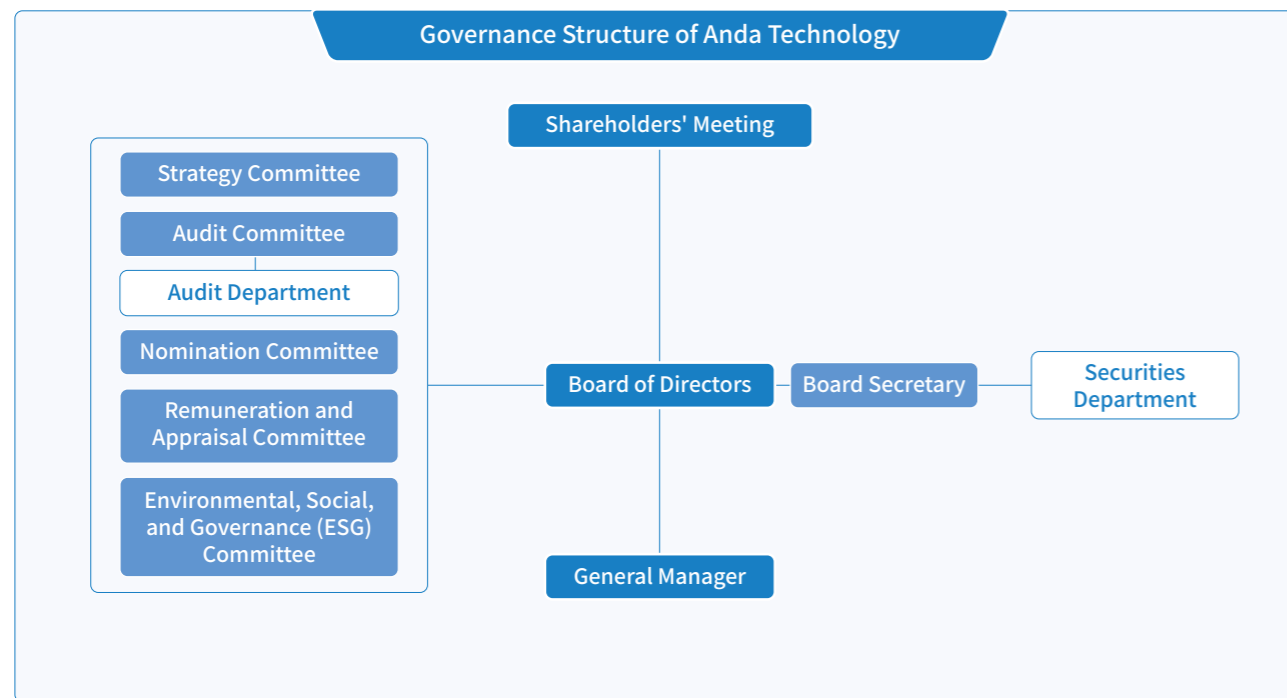 Governance Structure of Anda Technology
Shareholders' Meeting
Strategy Committee
Audit Committee
Audit Department
Nomination Committee
Remuneration and
Appraisal Committee
Environmental, Social,
and Governance (ESG)
Committee
Board of Directors
Board Secretary
Securities
Department
General Manager